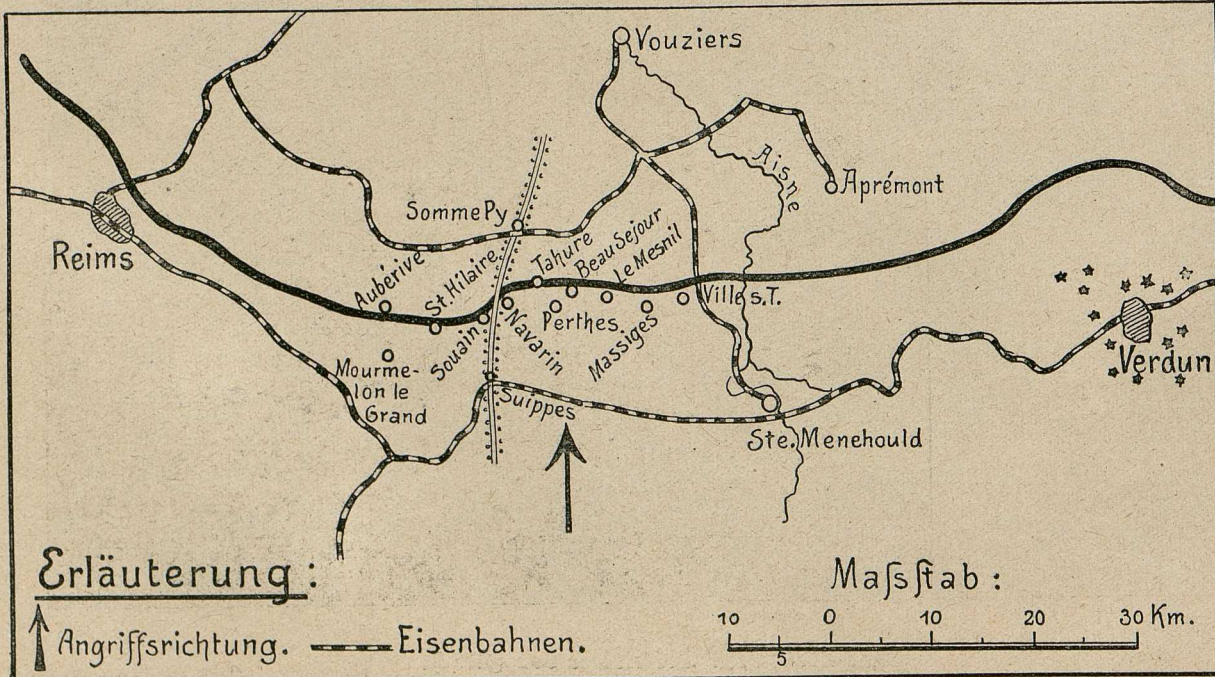 Vouziers
Aisne
Aprémont
Somme Py
Reims
Aubérive
St. Hilaire
Tahure
Beau Sejour
Le Mesnil
Ville s. T.
Souain
Navarin
Perthes
Massiges
Mourme-
lon le
Grand
Suippes
Verdun
Ste. Menehould
Erläuterung:
Angriffsrichtung.
Eisenbahnen.
Maſsſtab:
10 0 10 20 30 Km.
5